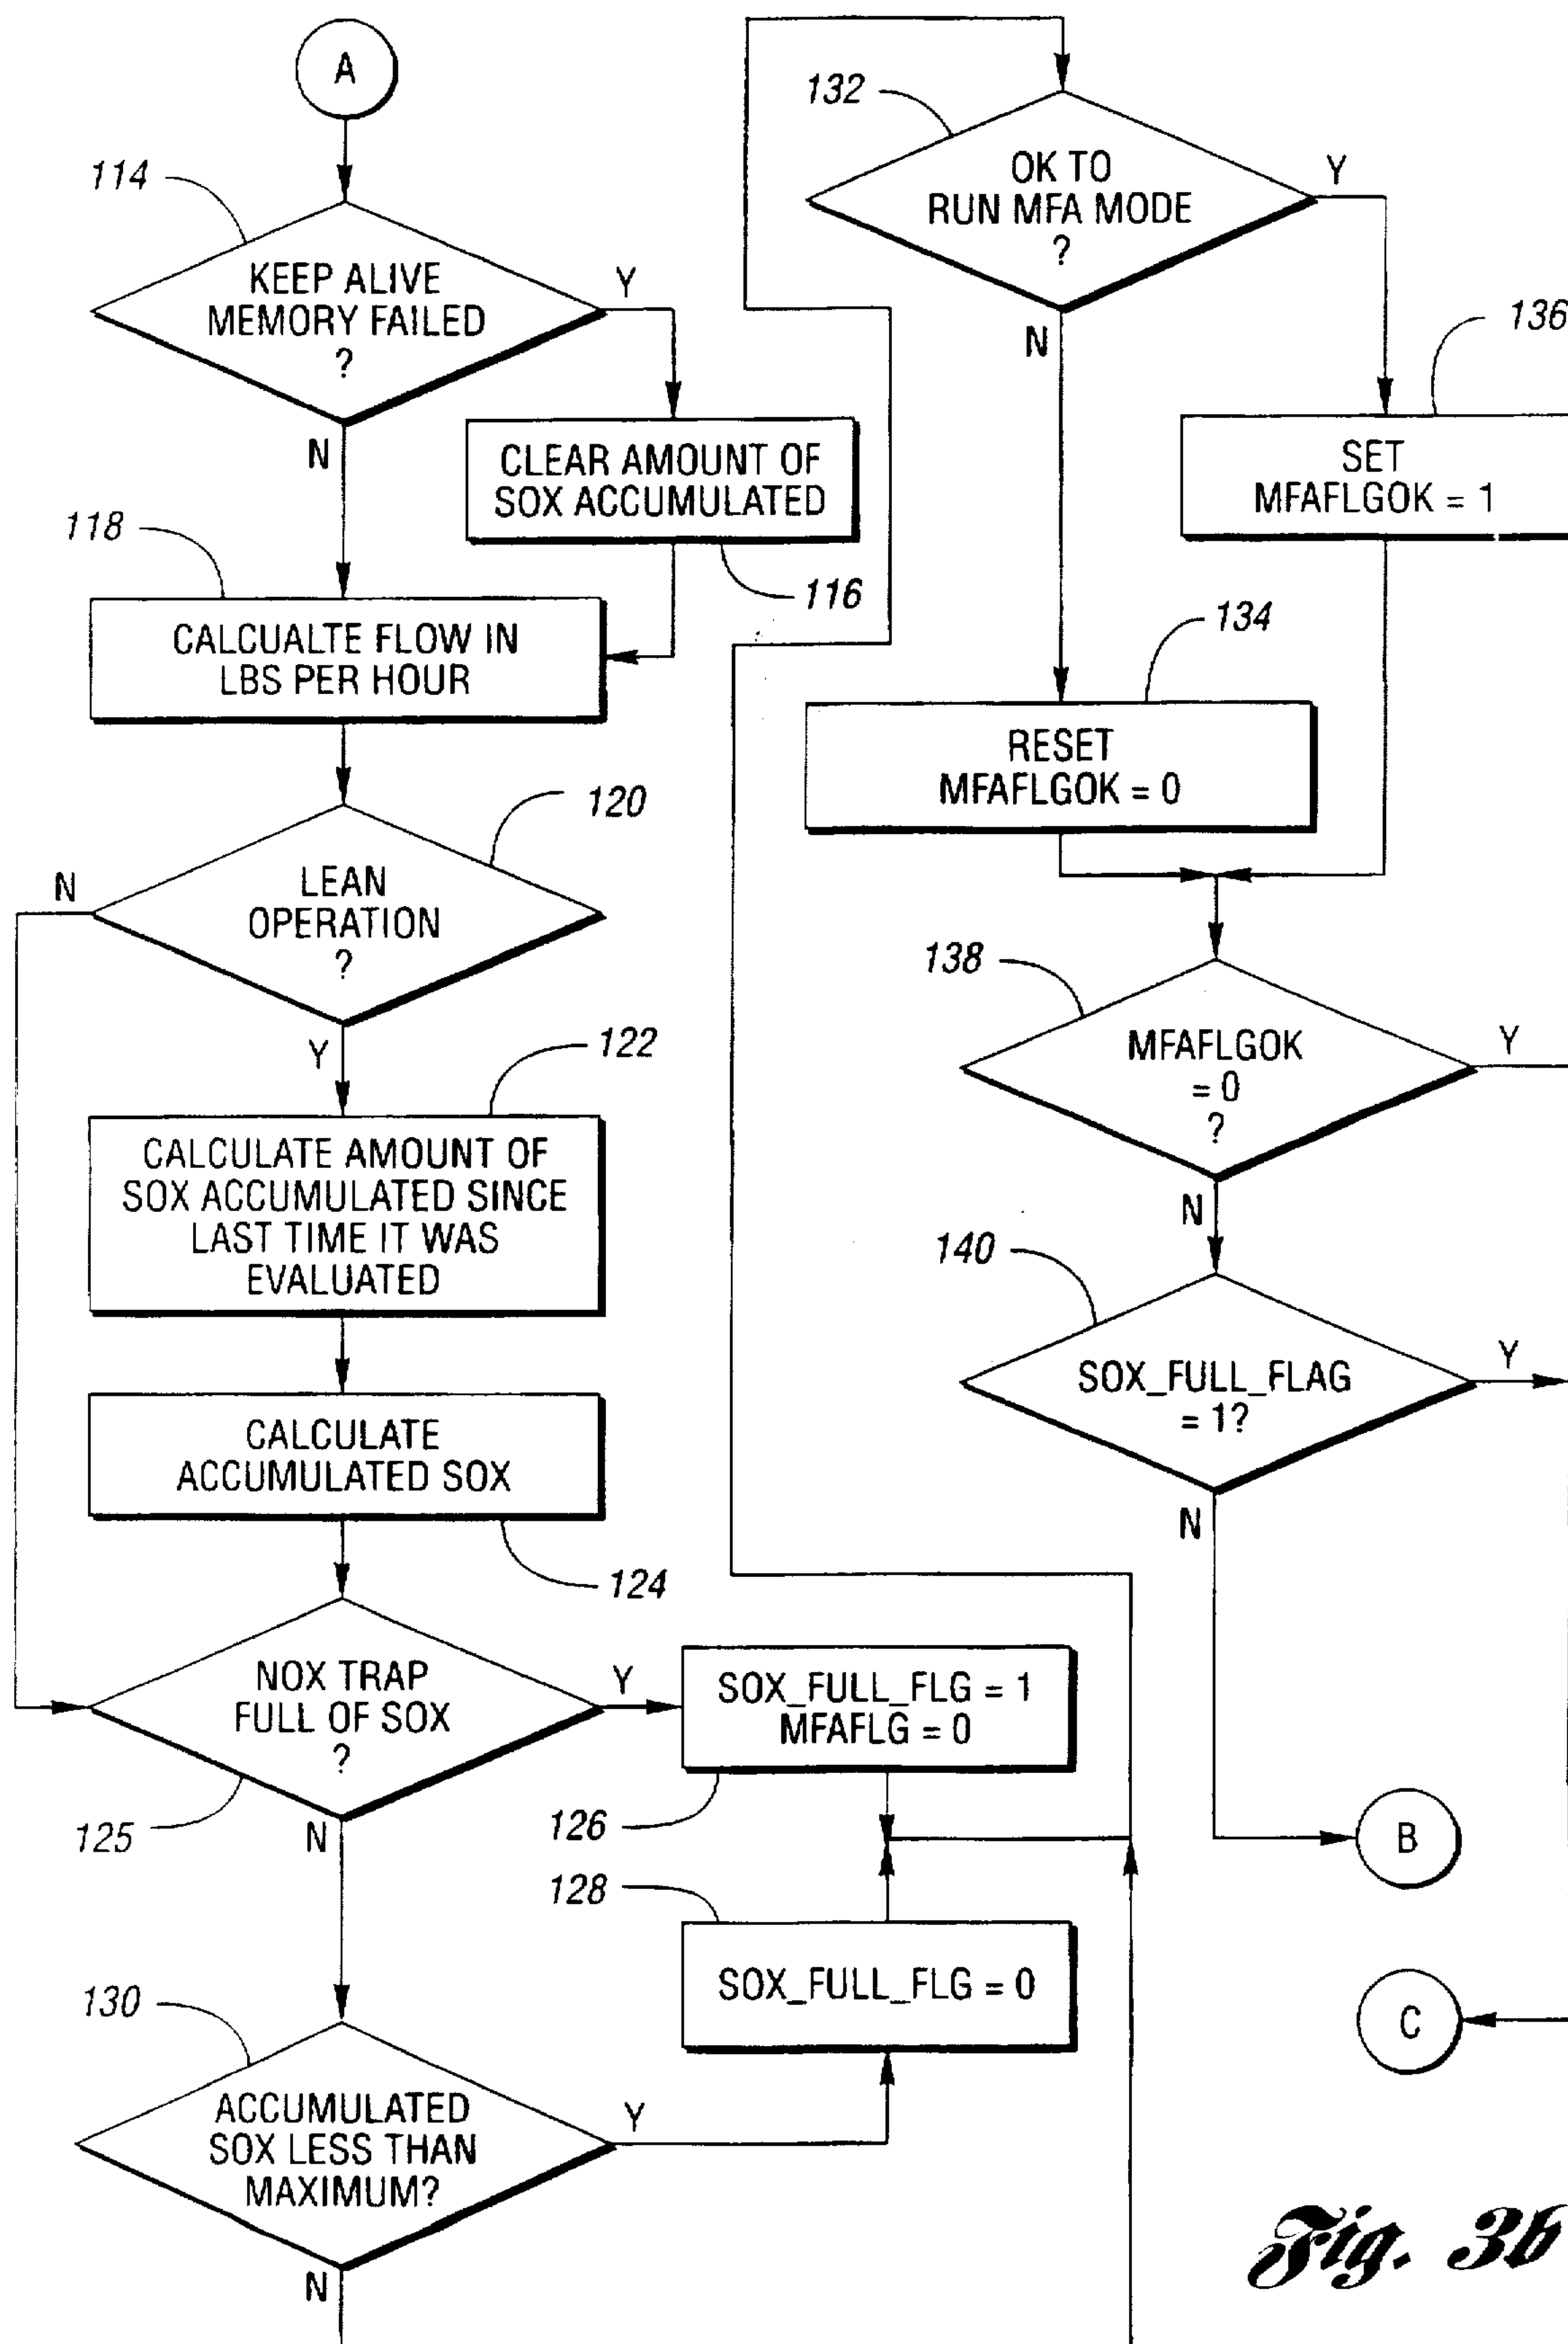 A
114
KEEP ALIVE
MEMORY FAILED
?
Y
N
CLEAR AMOUNT OF
SOX ACCUMULATED
116
118
CALCUALTE FLOW IN
LBS PER HOUR
120
LEAN
OPERATION
?
N
Y
122
CALCULATE AMOUNT OF
SOX ACCUMULATED SINCE
LAST TIME IT WAS
EVALUATED
CALCULATE
ACCUMULATED SOX
124
NOX TRAP
FULL OF SOX
?
Y
125
N
SOX_FULL_FLG = 1
MFAFLG = 0
126
128
SOX_FULL_FLG = 0
130
ACCUMULATED
SOX LESS THAN
MAXIMUM?
Y
N
132
OK TO
RUN MFA MODE
?
Y
N
136
SET
MFAFLGOK = 1
134
RESET
MFAFLGOK = 0
138
MFAFLGOK
= 0
?
Y
N
140
SOX_FULL_FLAG
= 1?
Y
N
B
C
Fig. 3b